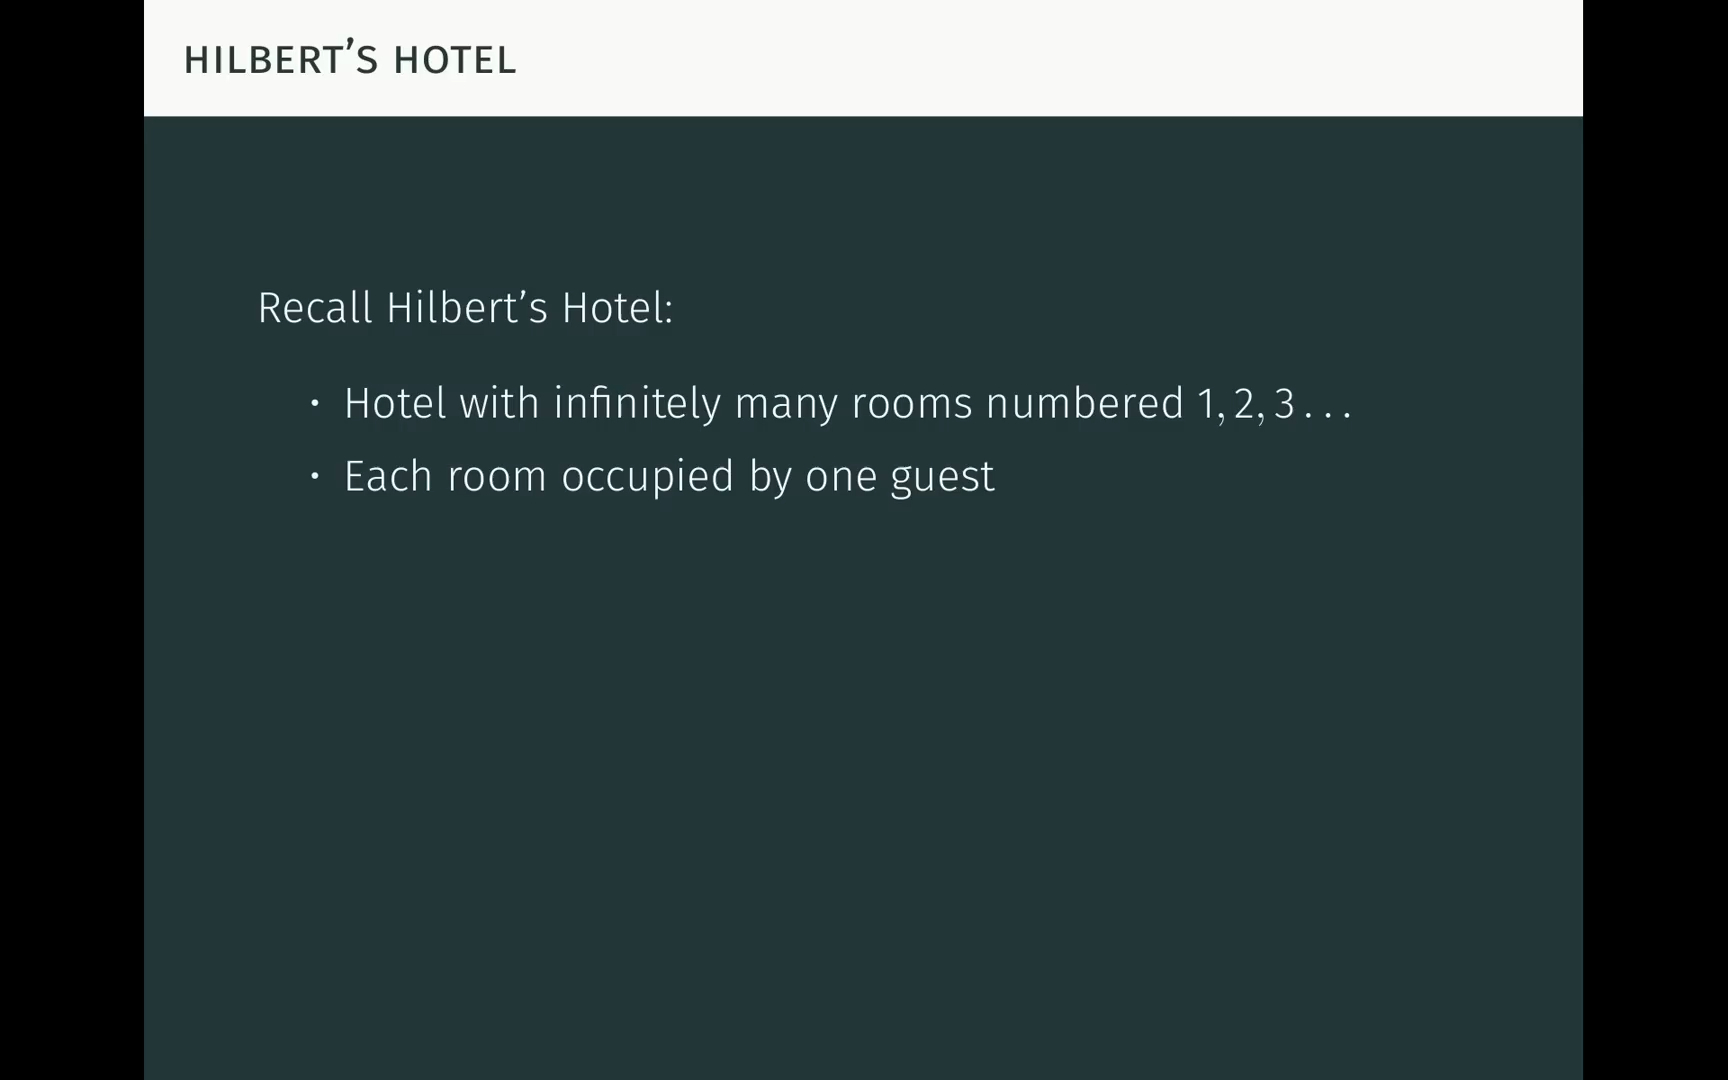 HILBERT’S HOTEL
Recall Hilbert’s Hotel:
• Hotel with infinitely many rooms numbered 1, 2, 3 . . .
• Each room occupied by one guest